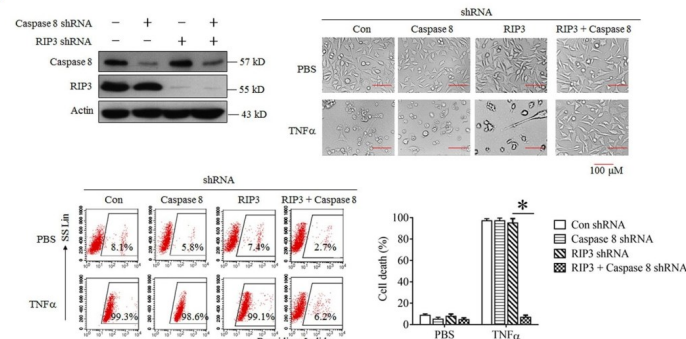 Caspase 8 shRNA − + − +
RIP3 shRNA − − + +
Caspase 8 57 kD
RIP3 55 kD
Actin 43 kD
shRNA
Con Caspase 8 RIP3 RIP3 + Caspase 8
PBS
TNFα
100 μM
shRNA
Con Caspase 8 RIP3 RIP3 + Caspase 8
PBS 8.1% 5.8% 7.4% 2.7%
SS Lin
TNFα 99.3% 98.6% 99.1% 6.2%
Cell death (%)
100
80
60
40
20
0
PBS TNFα
*
Con shRNA
Caspase 8 shRNA
RIP3 shRNA
RIP3 + Caspase 8 shRNA